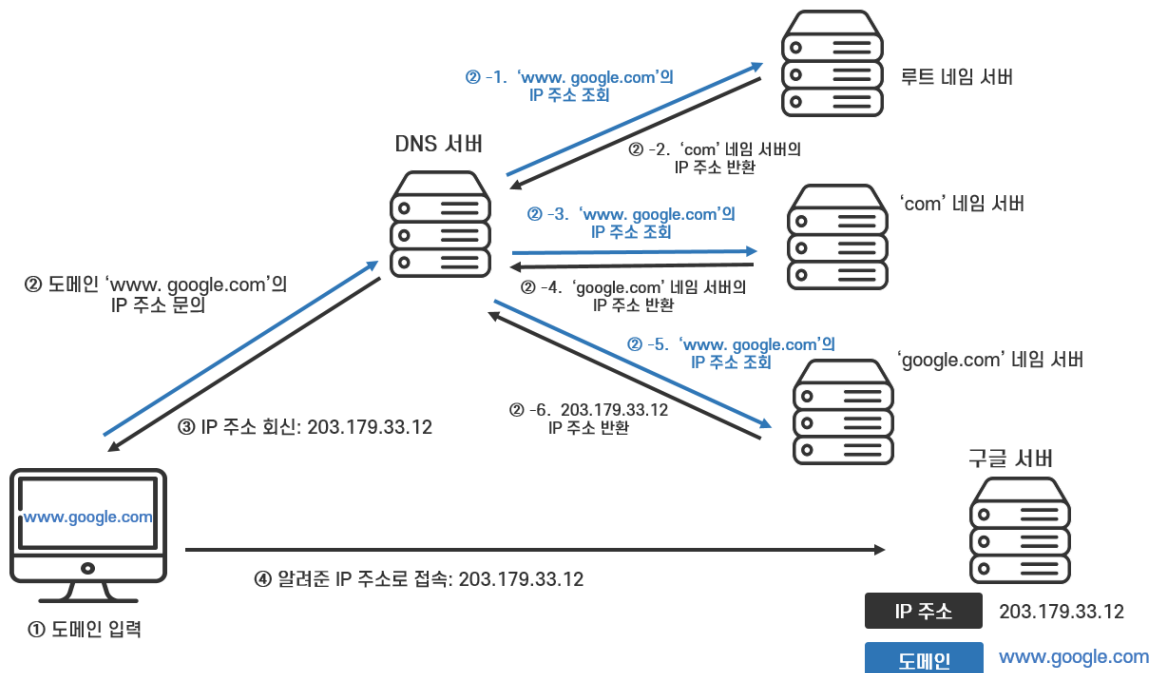 ② -1. ‘www. google.com’의
IP 주소 조회
루트 네임 서버
DNS 서버
② -2. ‘com’ 네임 서버의
IP 주소 반환
② -3. ‘www. google.com’의
IP 주소 조회
‘com’ 네임 서버
② 도메인 ‘www. google.com’의
IP 주소 문의
② -4. ‘google.com’ 네임 서버의
IP 주소 반환
② -5. ‘www. google.com’의
IP 주소 조회
‘google.com’ 네임 서버
② -6. 203.179.33.12
IP 주소 반환
③ IP 주소 회신: 203.179.33.12
구글 서버
www.google.com
④ 알려준 IP 주소로 접속: 203.179.33.12
① 도메인 입력
IP 주소 203.179.33.12
도메인 www.google.com